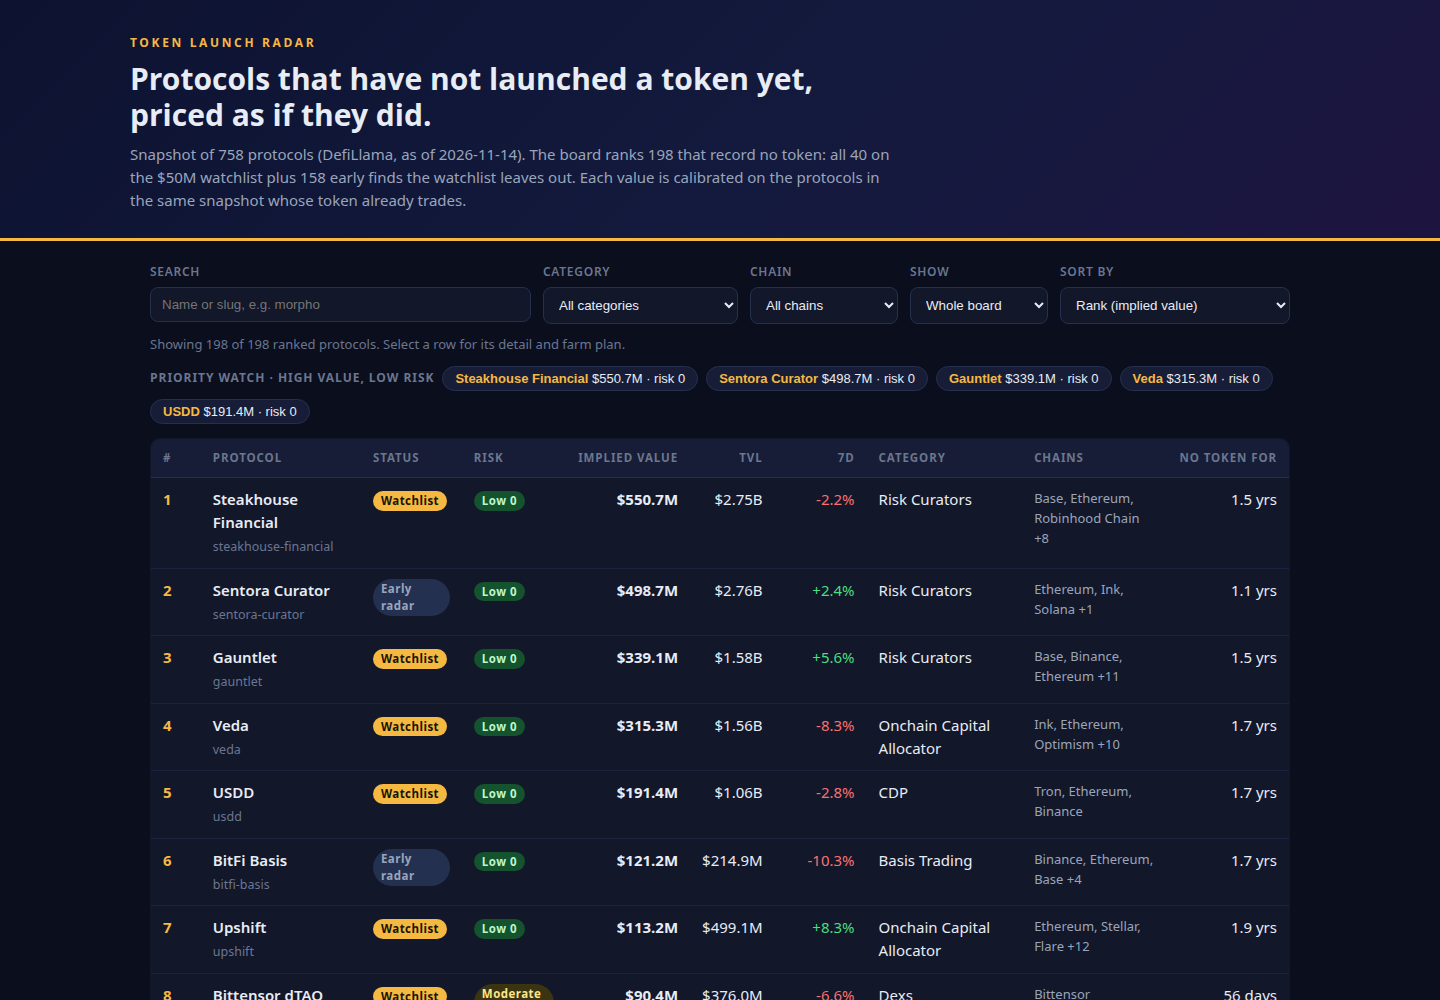 TOKEN LAUNCH RADAR
Protocols that have not launched a token yet,
priced as if they did.
Snapshot of 758 protocols (DefiLlama, as of 2026-11-14). The board ranks 198 that record no token: all 40 on
the $50M watchlist plus 158 early finds the watchlist leaves out. Each value is calibrated on the protocols in
the same snapshot whose token already trades.
SEARCH CATEGORY CHAIN SHOW SORT BY
Name or slug, e.g. morpho All categories All chains Whole board Rank (implied value)
Showing 198 of 198 ranked protocols. Select a row for its detail and farm plan.
PRIORITY WATCH · HIGH VALUE, LOW RISK Steakhouse Financial $550.7M · risk 0 Sentora Curator $498.7M · risk 0 Gauntlet $339.1M · risk 0 Veda $315.3M · risk 0
USDD $191.4M · risk 0
# PROTOCOL STATUS RISK IMPLIED VALUE TVL 7D CATEGORY CHAINS NO TOKEN FOR
1 Steakhouse Watchlist Low 0 $550.7M $2.75B -2.2% Risk Curators Base, Ethereum, 1.5 yrs
Financial Robinhood Chain
steakhouse-financial +8
2 Sentora Curator Early Low 0 $498.7M $2.76B +2.4% Risk Curators Ethereum, Ink, 1.1 yrs
sentora-curator radar Solana +1
3 Gauntlet Watchlist Low 0 $339.1M $1.58B +5.6% Risk Curators Base, Binance, 1.5 yrs
gauntlet Ethereum +11
4 Veda Watchlist Low 0 $315.3M $1.56B -8.3% Onchain Capital Ink, Ethereum, 1.7 yrs
veda Allocator Optimism +10
5 USDD Watchlist Low 0 $191.4M $1.06B -2.8% CDP Tron, Ethereum, 1.7 yrs
usdd Binance
6 BitFi Basis Early Low 0 $121.2M $214.9M -10.3% Basis Trading Binance, Ethereum, 1.7 yrs
bitfi-basis radar Base +4
7 Upshift Watchlist Low 0 $113.2M $499.1M +8.3% Onchain Capital Ethereum, Stellar, 1.9 yrs
upshift Allocator Flare +12
8 Bittensor dTAO Watchlist Moderate $90.4M $376.0M -6.6% Dexs Bittensor 56 days